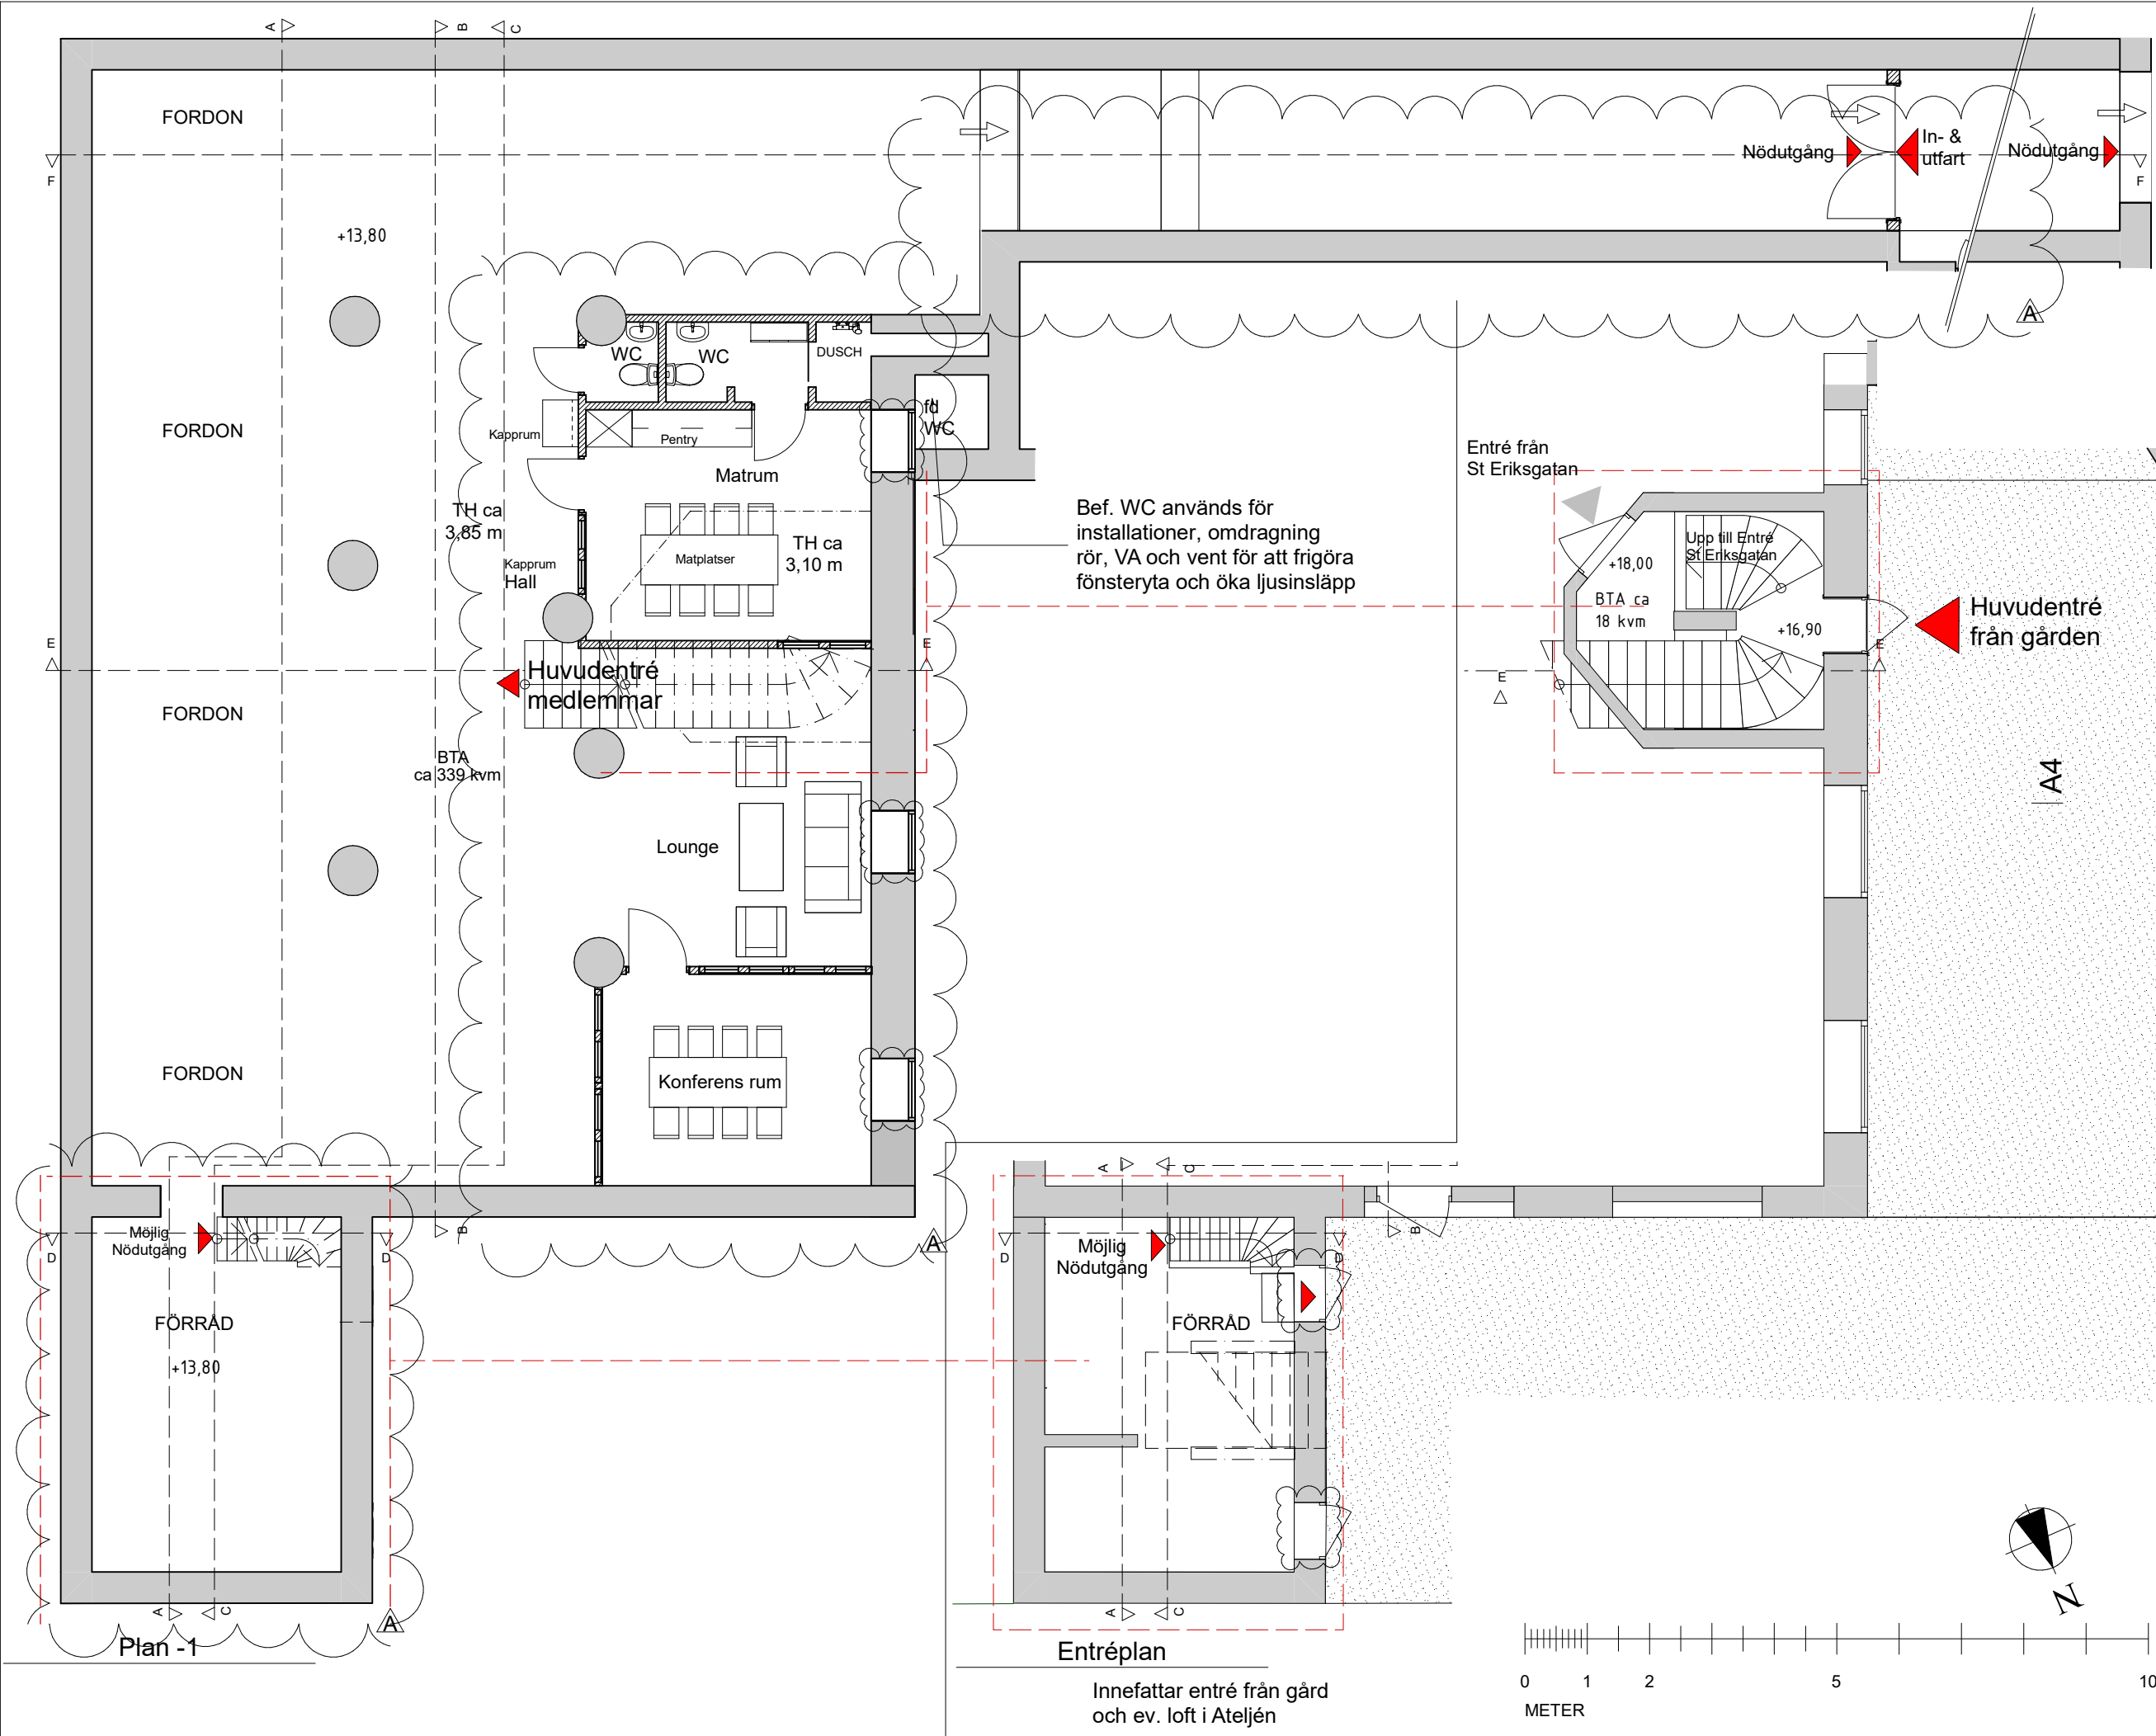 A
B
C
FORDON
Nödutgång
In- &
utfart
Nödutgång
F
F
+13,80
A
WC
WC
DUSCH
fd
WC
FORDON
Kapprum
Pentry
Matrum
Entré från
St Eriksgatan
TH ca
3,85 m
Bef. WC används för
installationer, omdragning
rör, VA och vent för att frigöra
fönsteryta och öka ljusinsläpp
TH ca
3,10 m
Matplatser
Kapprum
Hall
Upp till Entré
St Eriksgatan
+18,00
BTA ca
18 kvm
+16,90
Huvudentré
från gården
E
E
E
E
Huvudentré
medlemmar
FORDON
BTA
ca 339 kvm
A4
Lounge
FORDON
Konferens rum
A
C
B
B
A
Möjlig
Nödutgång
D
D
Möjlig
Nödutgång
D
D
FÖRRÅD
+13,80
FÖRRÅD
A
C
A
A
C
N
Plan -1
Entréplan
Innefattar entré från gård
och ev. loft i Ateljén
0 1 2 5 10
METER